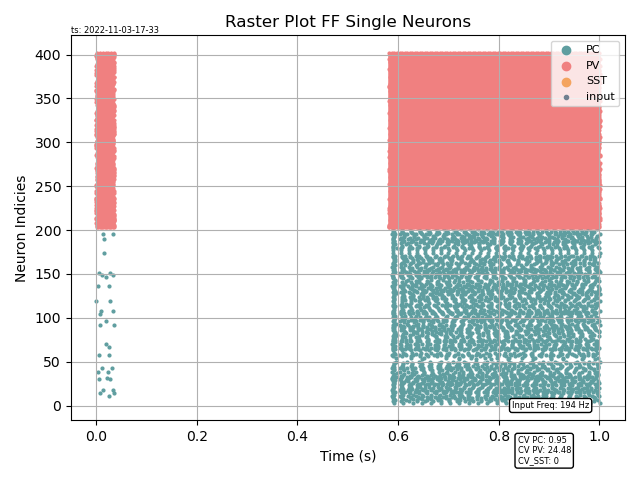 Raster Plot FF Single Neurons
ts: 2022-11-03-17-33
400
350
300
250
200
150
100
50
0
Neuron Indicies
PC
PV
SST
input
Input Freq: 194 Hz
0.0 0.2 0.4 0.6 0.8 1.0
Time (s)
CV PC: 0.95
CV PV: 24.48
CV_SST: 0